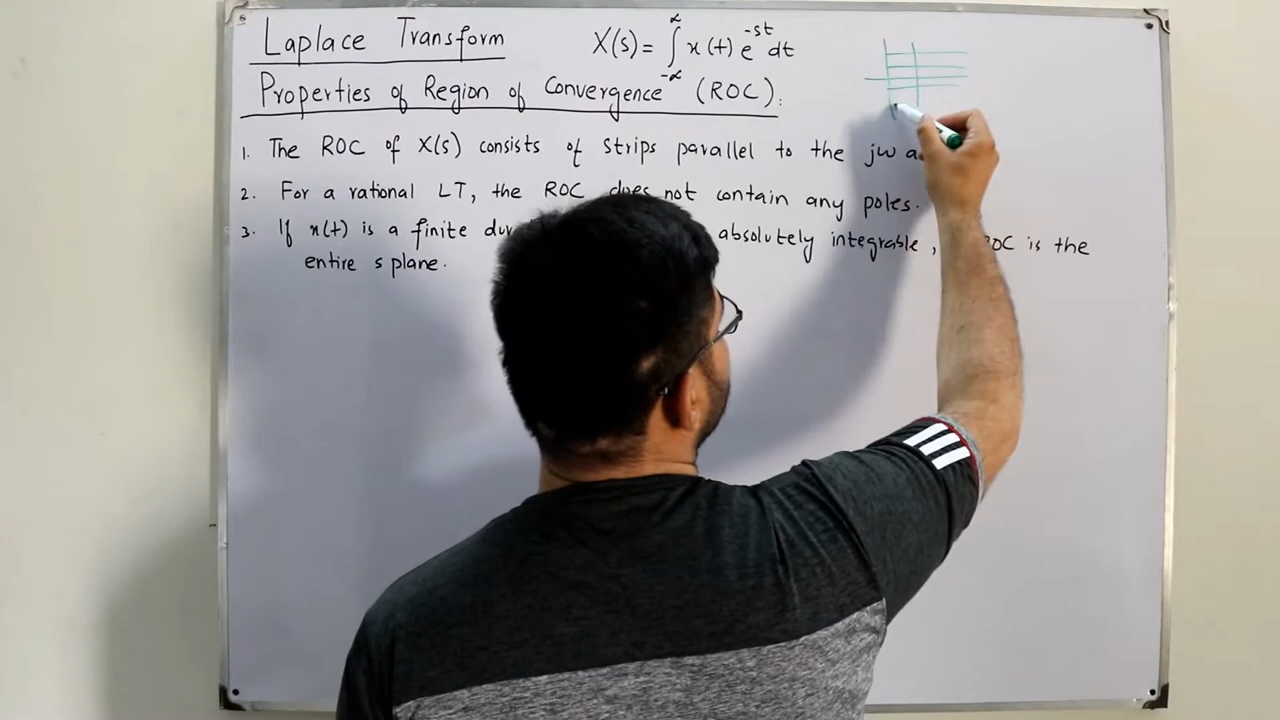 Laplace Transform
X(s) = ∫ x(t) e^-st dt
∝
-∝
Properties of Region of Convergence (ROC):
1. The ROC of X(s) consists of strips parallel to the jw
2. For a rational LT, the ROC does not contain any poles.
3. If x(t) is a finite absolutely integrable, is the
entire s plane.